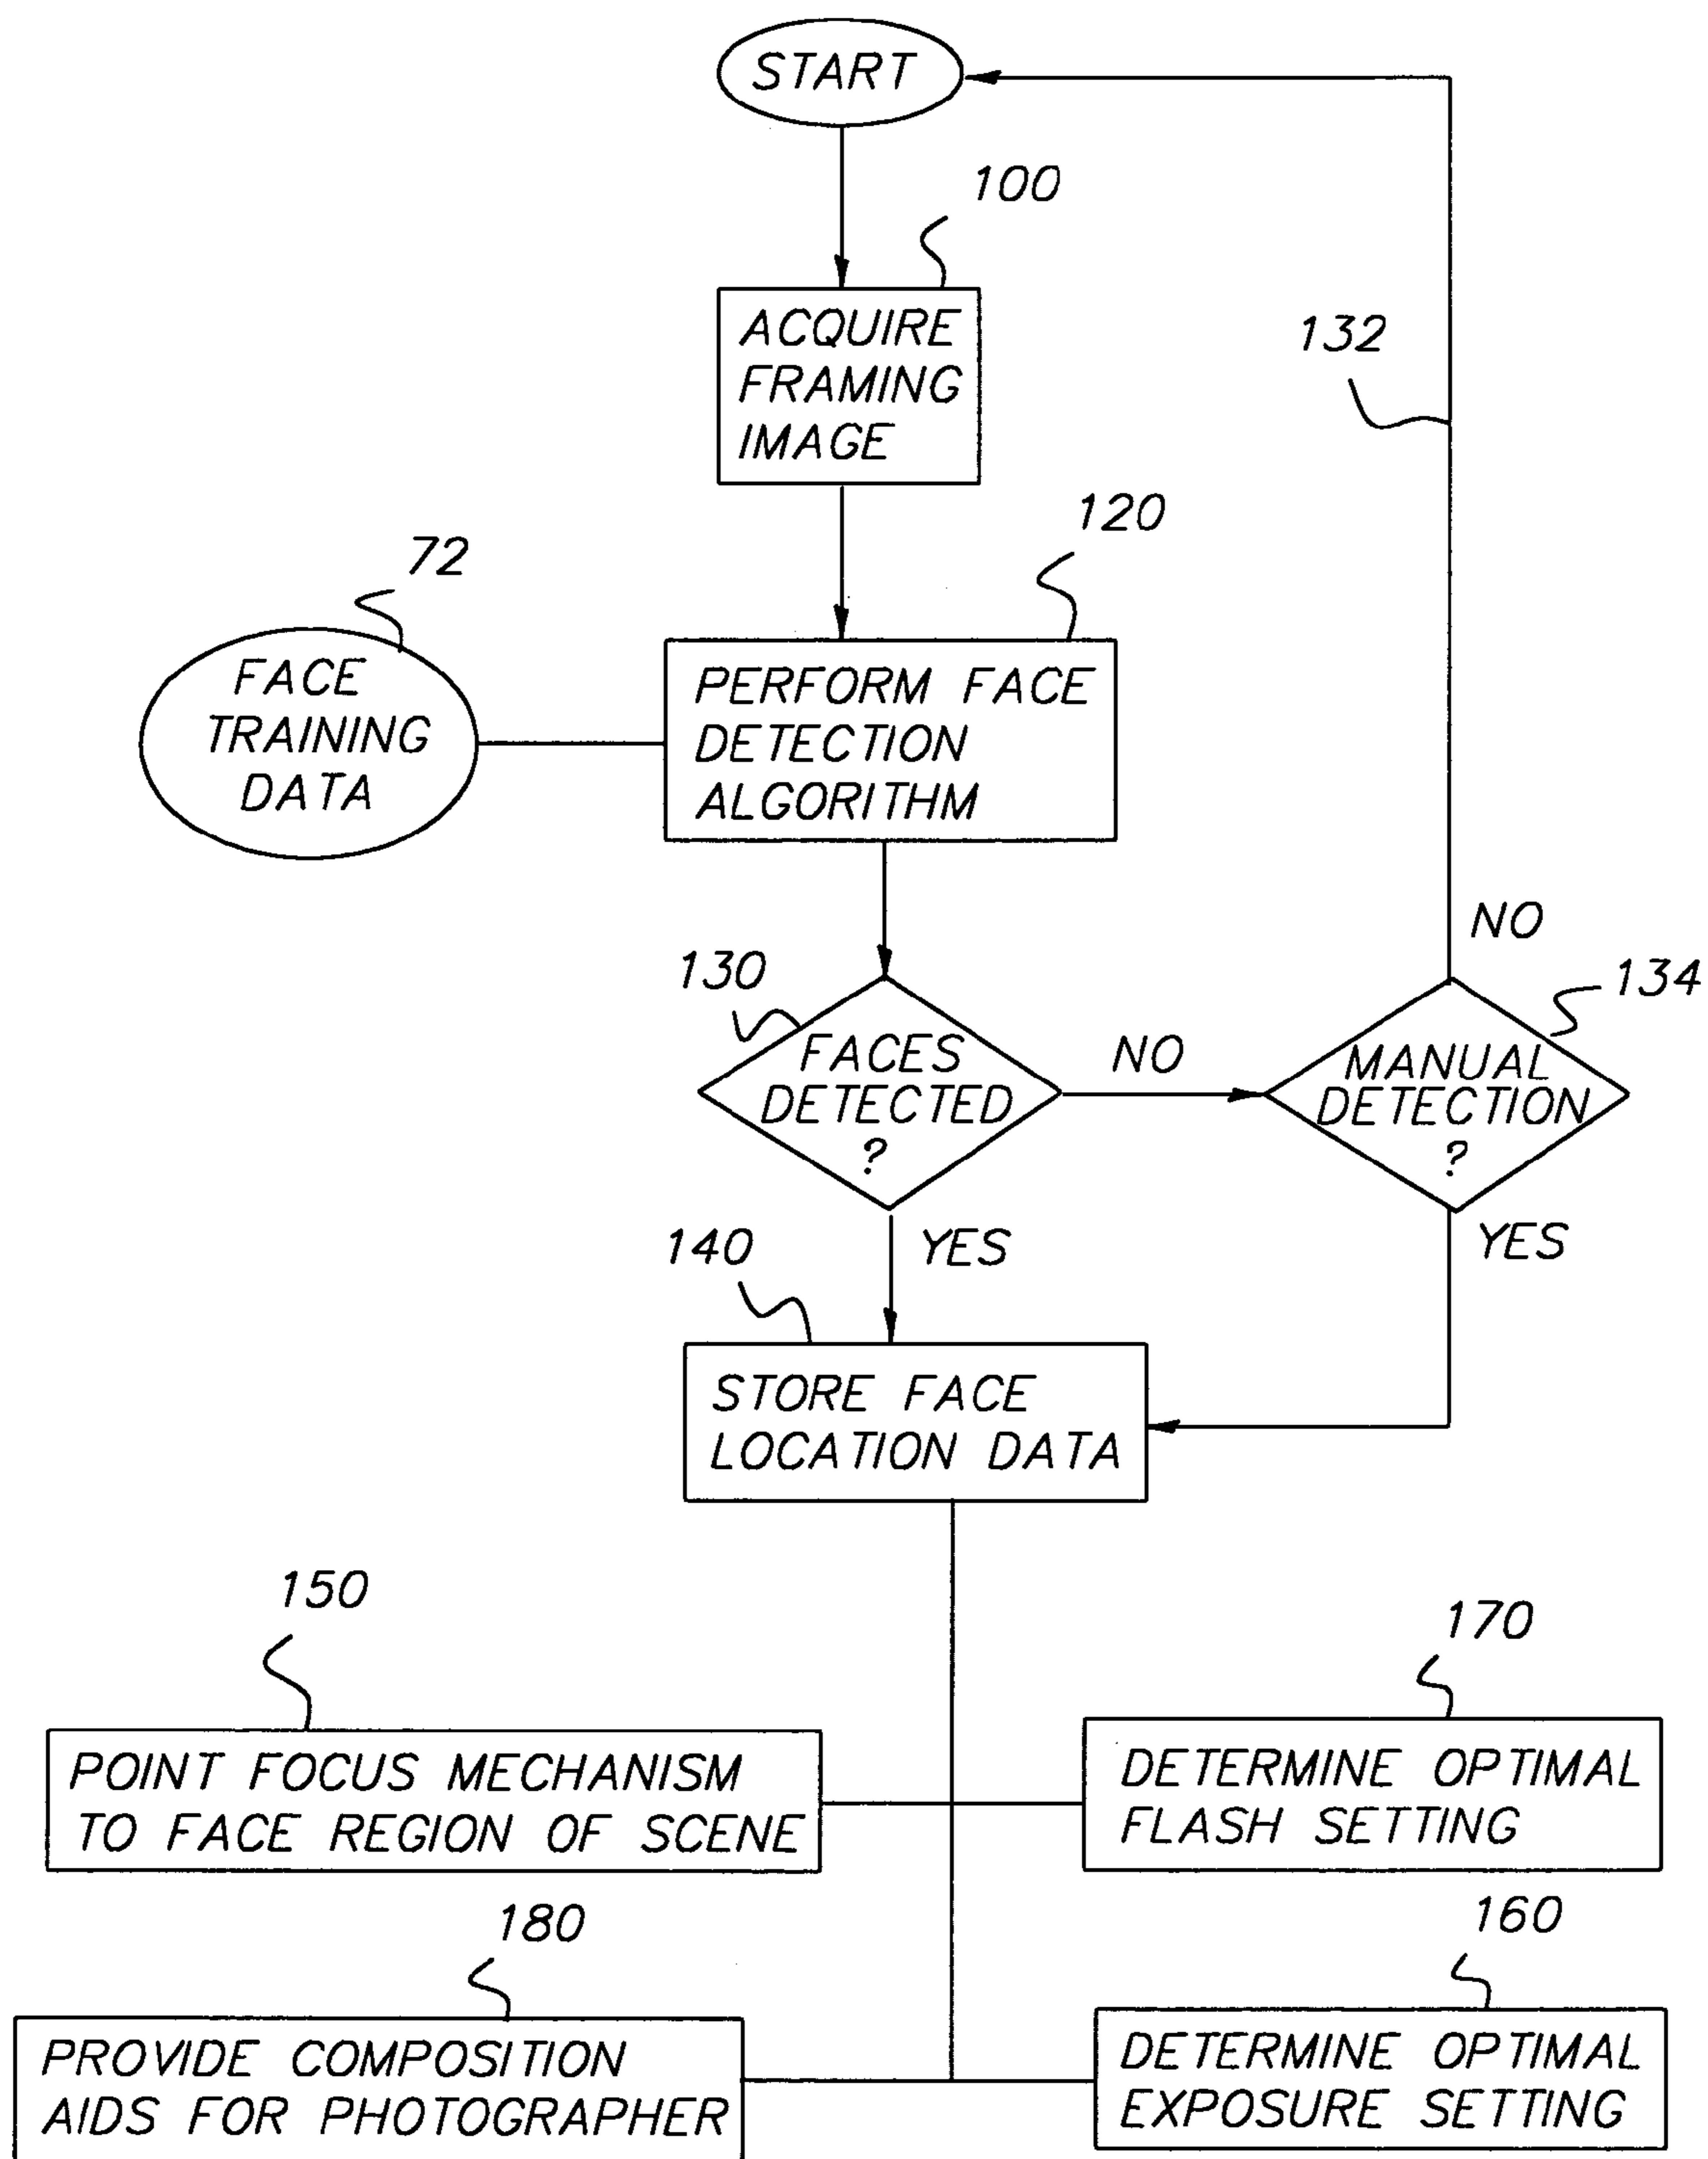 START
100
ACQUIRE
FRAMING
IMAGE
132
120
72
FACE
TRAINING
DATA
PERFORM FACE
DETECTION
ALGORITHM
NO
130
134
FACES
DETECTED
?
NO
MANUAL
DETECTION
?
YES
YES
140
STORE FACE
LOCATION DATA
150
170
POINT FOCUS MECHANISM
TO FACE REGION OF SCENE
DETERMINE OPTIMAL
FLASH SETTING
180
160
PROVIDE COMPOSITION
AIDS FOR PHOTOGRAPHER
DETERMINE OPTIMAL
EXPOSURE SETTING